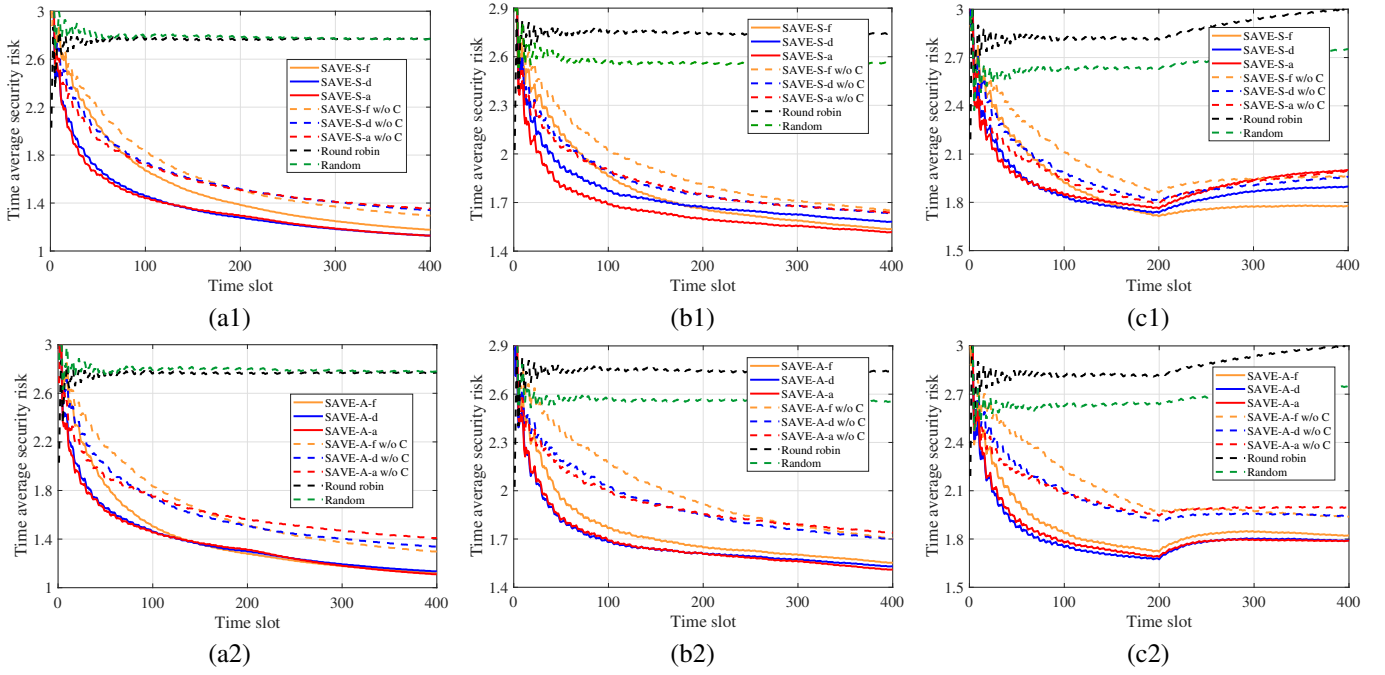 Time average security risk
3
2.6
2.2
1.8
1.4
1
0
100
200
300
400
Time slot
SAVE-S-f
SAVE-S-d
SAVE-S-a
SAVE-S-f w/o C
SAVE-S-d w/o C
SAVE-S-a w/o C
Round robin
Random
(a1)
Time average security risk
2.9
2.6
2.3
2
1.7
1.4
0
100
200
300
400
Time slot
SAVE-S-f
SAVE-S-d
SAVE-S-a
SAVE-S-f w/o C
SAVE-S-d w/o C
SAVE-S-a w/o C
Round robin
Random
(b1)
Time average security risk
3
2.7
2.4
2.1
1.8
1.5
0
100
200
300
400
Time slot
SAVE-S-f
SAVE-S-d
SAVE-S-a
SAVE-S-f w/o C
SAVE-S-d w/o C
SAVE-S-a w/o C
Round robin
Random
(c1)
Time average security risk
3
2.6
2.2
1.8
1.4
1
0
100
200
300
400
Time slot
SAVE-A-f
SAVE-A-d
SAVE-A-a
SAVE-A-f w/o C
SAVE-A-d w/o C
SAVE-A-a w/o C
Round robin
Random
(a2)
Time average security risk
2.9
2.6
2.3
2
1.7
1.4
0
100
200
300
400
Time slot
SAVE-A-f
SAVE-A-d
SAVE-A-a
SAVE-A-f w/o C
SAVE-A-d w/o C
SAVE-A-a w/o C
Round robin
Random
(b2)
Time average security risk
3
2.7
2.4
2.1
1.8
1.5
0
100
200
300
400
Time slot
SAVE-A-f
SAVE-A-d
SAVE-A-a
SAVE-A-f w/o C
SAVE-A-d w/o C
SAVE-A-a w/o C
Round robin
Random
(c2)